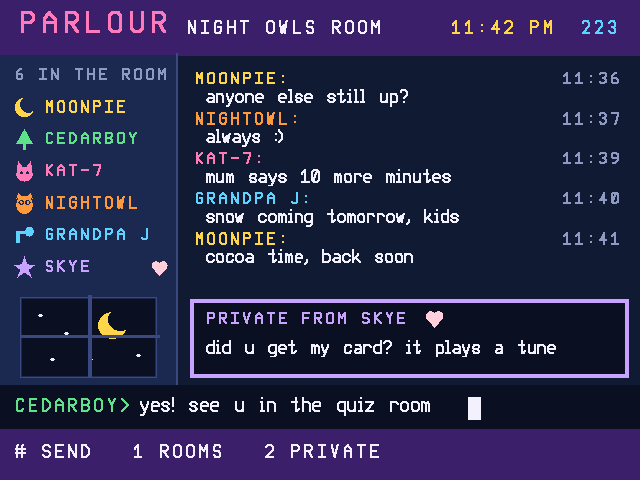 PARLOUR NIGHT OWLS ROOM 11:42 PM 223
6 IN THE ROOM
MOONPIE
CEDARBOY
KAT-7
NIGHTOWL
GRANDPA J
SKYE
MOONPIE: 11:36
anyone else still up?
NIGHTOWL: 11:37
always :)
KAT-7: 11:39
mum says 10 more minutes
GRANDPA J: 11:40
snow coming tomorrow, kids
MOONPIE: 11:41
cocoa time, back soon
PRIVATE FROM SKYE
did u get my card? it plays a tune
CEDARBOY> yes! see u in the quiz room
# SEND 1 ROOMS 2 PRIVATE